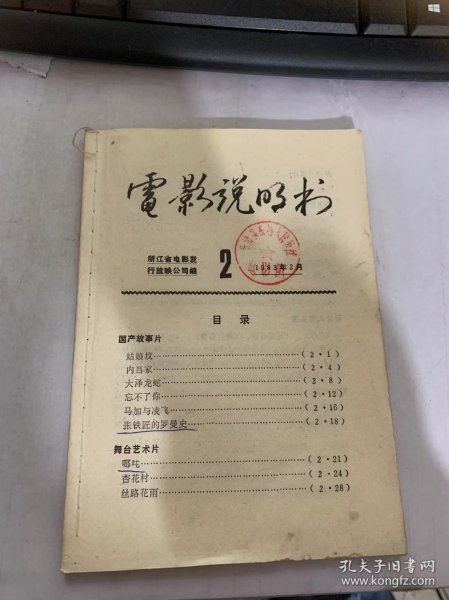 電影说明书
浙江省电影发
行放映公司编
2
1983年2月
目录
国产故事片
姑娘坟……(2·1)
内当家……(2·4)
大泽龙蛇……(2·8)
忘不了你……(2·12)
马加与凌飞……(2·16)
张铁匠的罗曼史……(2·18)
舞台艺术片
哪吒……(2·21)
杏花村……(2·24)
丝路花雨……(2·28)
孔夫子旧书网
www.kongfz.com